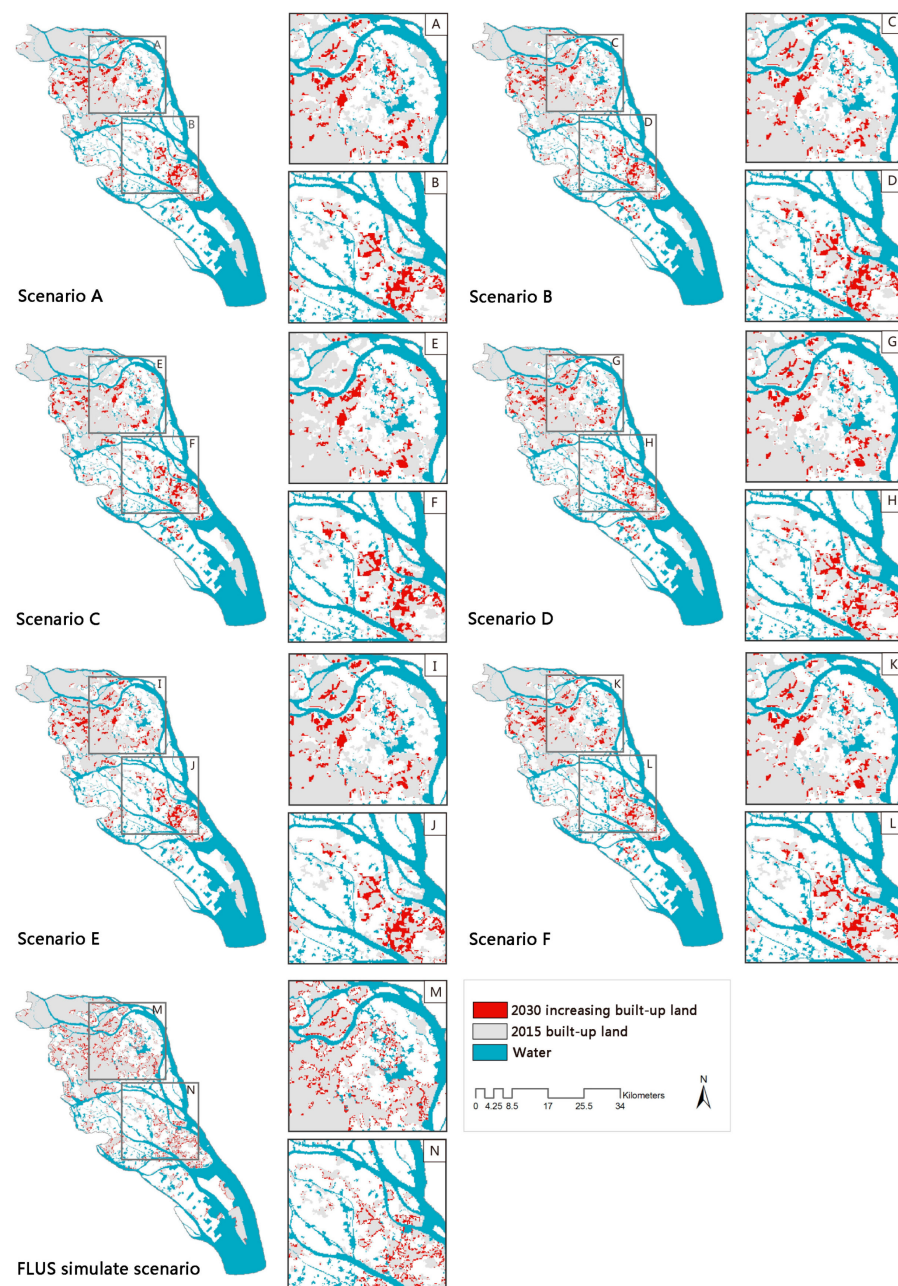 A
A
B
B
Scenario A
C
C
D
D
Scenario B
E
E
F
F
Scenario C
G
G
H
H
Scenario D
I
I
J
J
Scenario E
K
K
L
L
Scenario F
M
M
N
N
FLUS simulate scenario
2030 increasing built-up land
2015 built-up land
Water
Kilometers
0 4.25 8.5 17 25.5 34
N